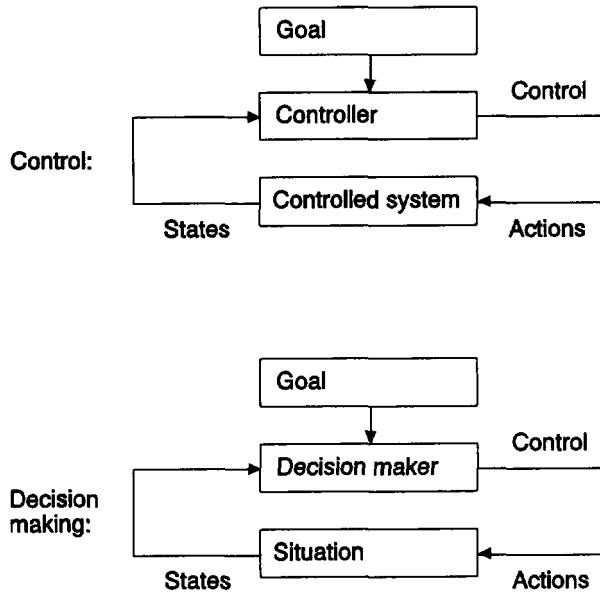 Goal
Control
Controller
Control:
Controlled system
States
Actions
Goal
Control
Decision maker
Decision
making:
Situation
States
Actions